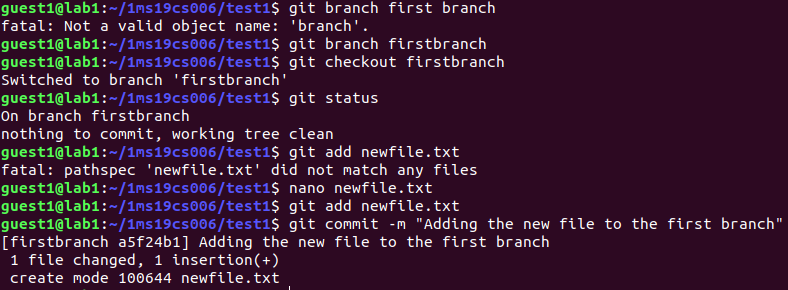 guest1@lab1:~/1ms19cs006/test1$ git branch first branch
fatal: Not a valid object name: 'branch'.
guest1@lab1:~/1ms19cs006/test1$ git branch firstbranch
guest1@lab1:~/1ms19cs006/test1$ git checkout firstbranch
Switched to branch 'firstbranch'
guest1@lab1:~/1ms19cs006/test1$ git status
On branch firstbranch
nothing to commit, working tree clean
guest1@lab1:~/1ms19cs006/test1$ git add newfile.txt
fatal: pathspec 'newfile.txt' did not match any files
guest1@lab1:~/1ms19cs006/test1$ nano newfile.txt
guest1@lab1:~/1ms19cs006/test1$ git add newfile.txt
guest1@lab1:~/1ms19cs006/test1$ git commit -m "Adding the new file to the first branch"
[firstbranch a5f24b1] Adding the new file to the first branch
 1 file changed, 1 insertion(+)
 create mode 100644 newfile.txt